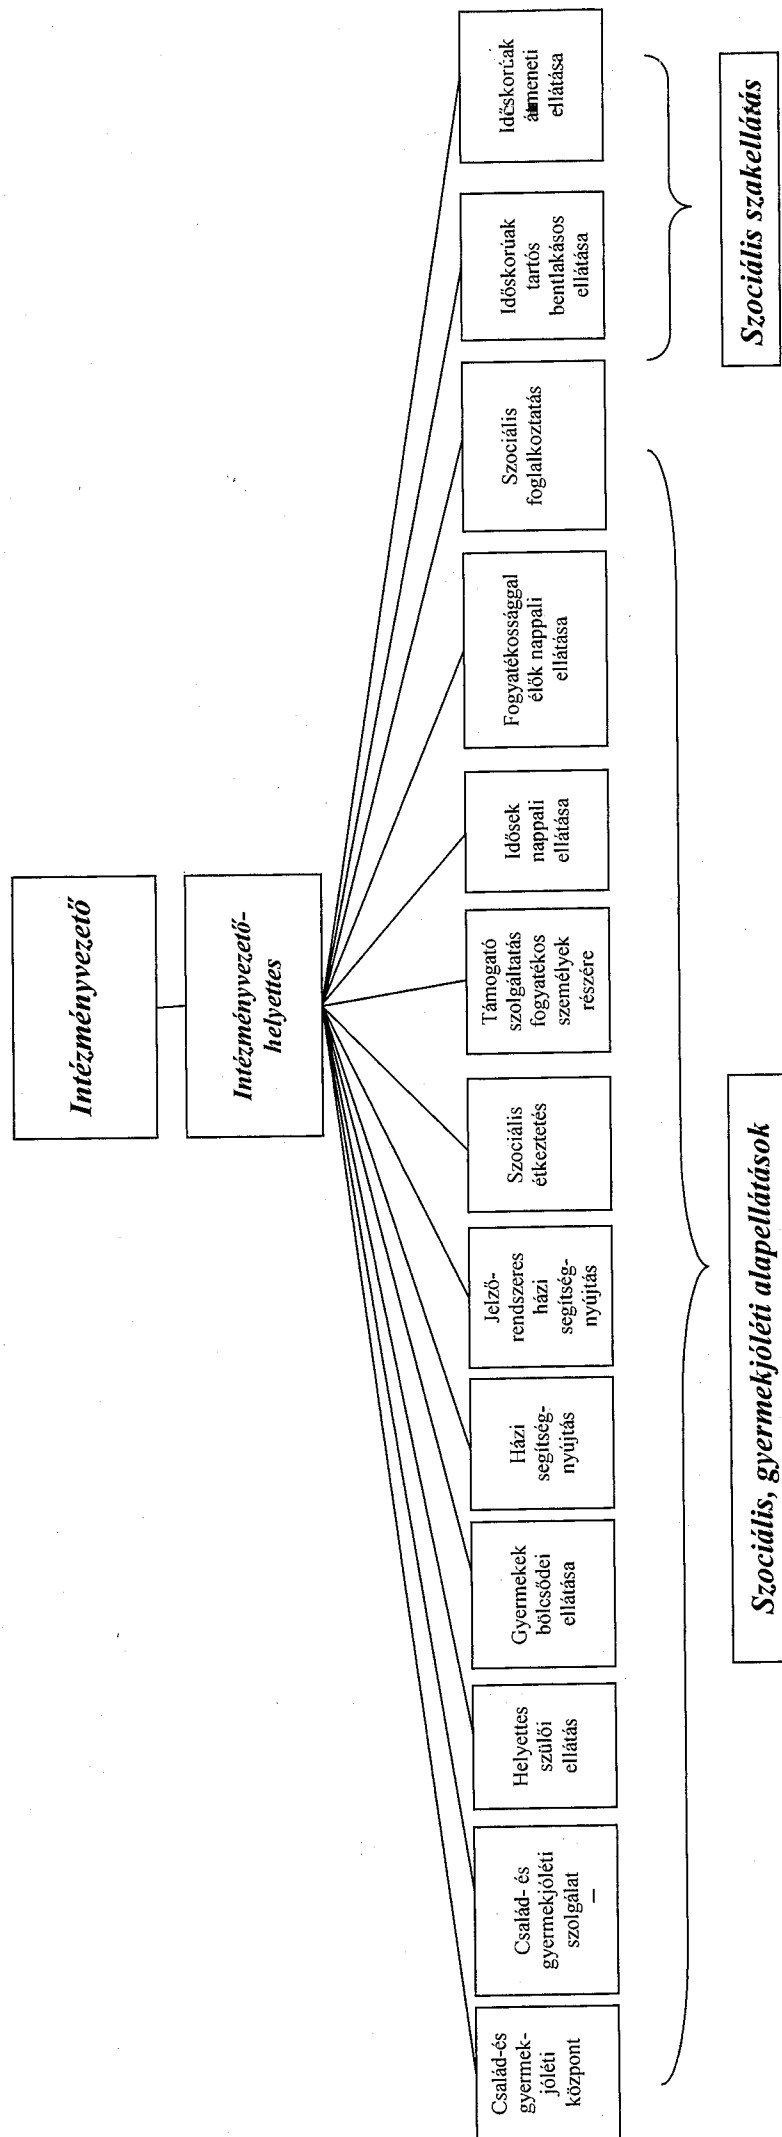 Intézményvezető
Intézményvezető-
helyettes
Család-és
gyermek-
jóléti
központ
Család- és
gyermekjóléti
szolgálat
Helyettes
szülői
ellátás
Gyermekek
bölcsődei
ellátása
Házi
segítség-
nyújtás
Jelző-
rendszeres
házi
segítség-
nyújtás
Szociális
étkeztetés
Támogató
szolgáltatás
fogyatékos
személyek
részére
Idősek
nappali
ellátása
Fogyatékossággal
élők nappali
ellátása
Szociális
foglalkoztatás
Időskorúak
tartós
bentlakásos
ellátása
Időskorúak
átmeneti
ellátása
Szociális, gyermekjóléti alapellátások
Szociális szakellátás